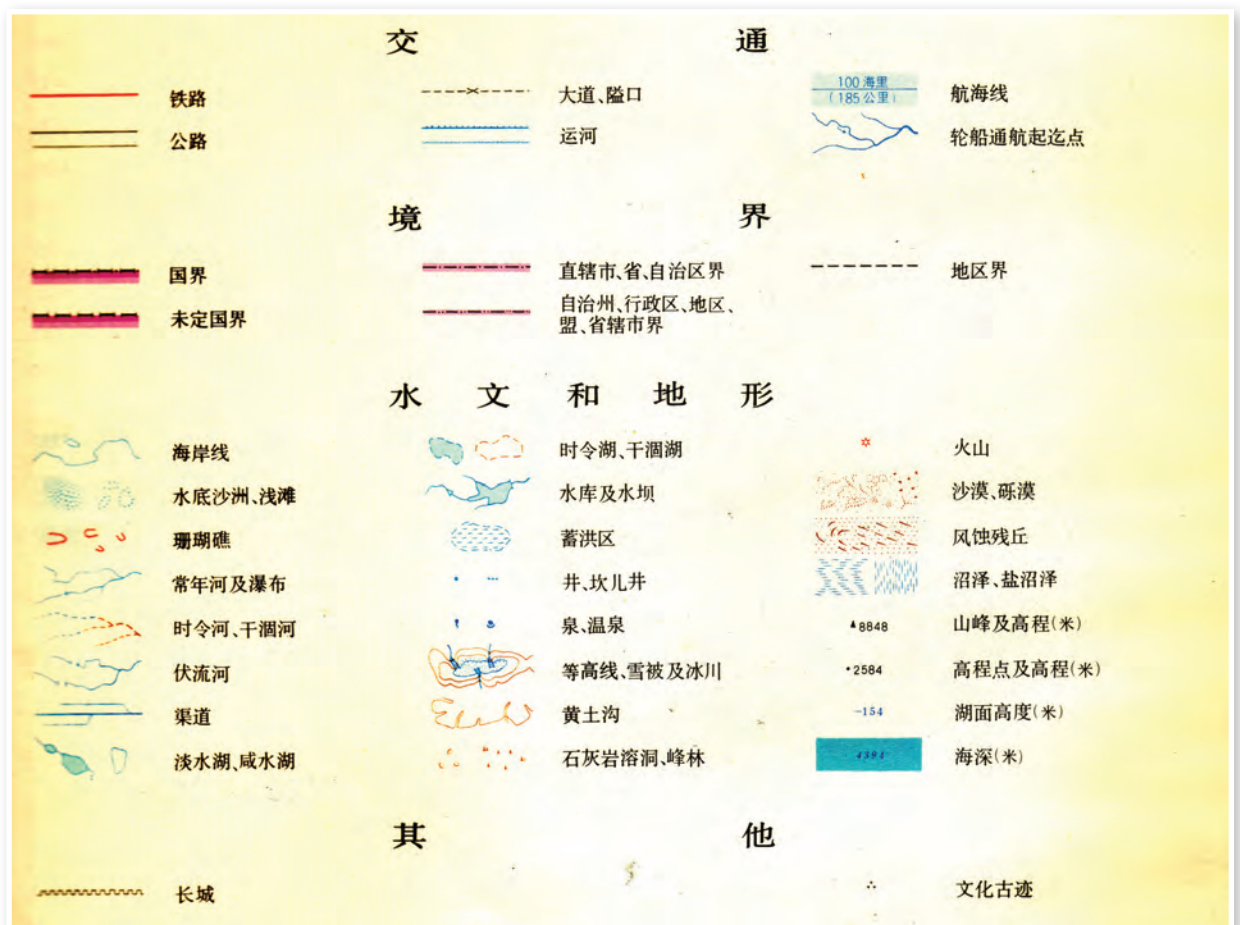 交通
铁路
大道、隘口
100 海里
(185 公里)
航海线
公路
运河
轮船通航起迄点
境界
国界
直辖市、省、自治区界
地区界
未定国界
自治州、行政区、地区、
盟、省辖市界
水文和地形
海岸线
时令湖、干涸湖
火山
水底沙洲、浅滩
水库及水坝
沙漠、砾漠
珊瑚礁
蓄洪区
风蚀残丘
常年河及瀑布
井、坎儿井
沼泽、盐沼泽
时令河、干涸河
泉、温泉
8848
山峰及高程(米)
伏流河
等高线、雪被及冰川
•2584
高程点及高程(米)
渠道
黄土沟
-154
湖面高度(米)
淡水湖、咸水湖
石灰岩溶洞、峰林
4394
海深(米)
其他
长城
文化古迹